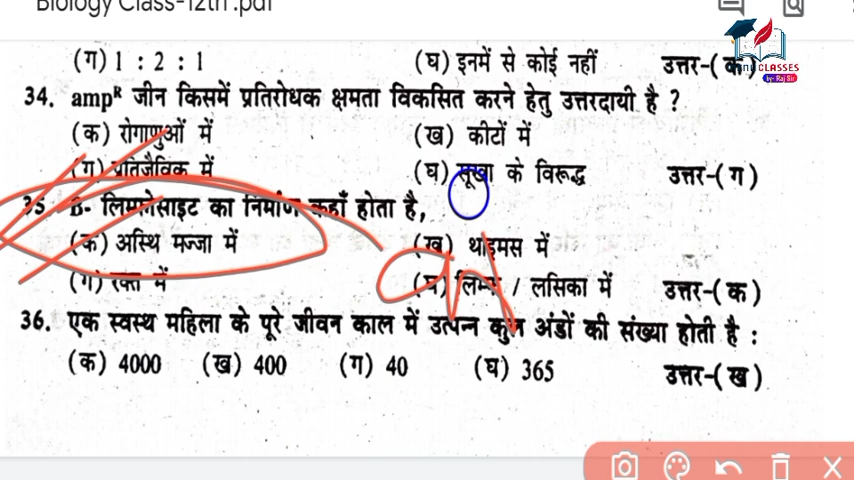 Biology Class-12th .pdf
(ग) 1 : 2 : 1 (घ) इनमें से कोई नहीं उत्तर-(क)
CLASSES
by- Raj Sir
34. ampᴿ जीन किसमें प्रतिरोधक क्षमता विकसित करने हेतु उत्तरदायी है ?
(क) रोगाणुओं में (ख) कीटों में
(ग) प्रतिजैविक में (घ) सूखा के विरूद्ध उत्तर-(ग)
35 B- लिम्फोसाइट का निर्माण कहाँ होता है,
(क) अस्थि मज्जा में (ख) थाइमस में
(ग) रक्त में (घ) लिम्फ / लसिका में उत्तर-(क)
36. एक स्वस्थ महिला के पूरे जीवन काल में उत्पन्न कुल अंडों की संख्या होती है :
(क) 4000 (ख) 400 (ग) 40 (घ) 365 उत्तर-(ख)